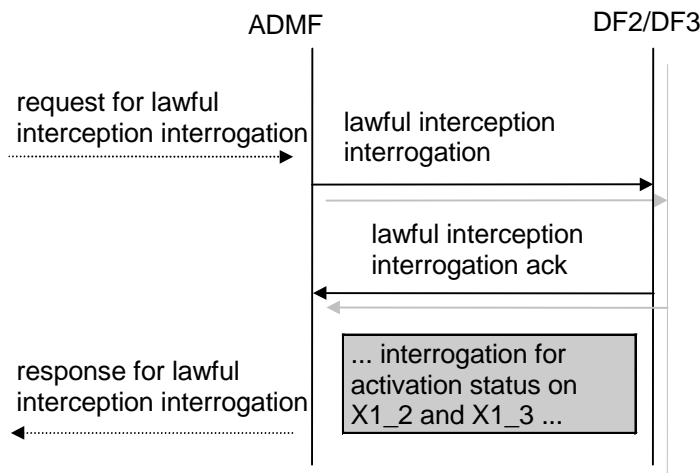 ADMF
DF2/DF3
request for lawful
interception interrogation
lawful interception
interrogation
lawful interception
interrogation ack
... interrogation for
activation status on
X1_2 and X1_3 ...
response for lawful
interception interrogation